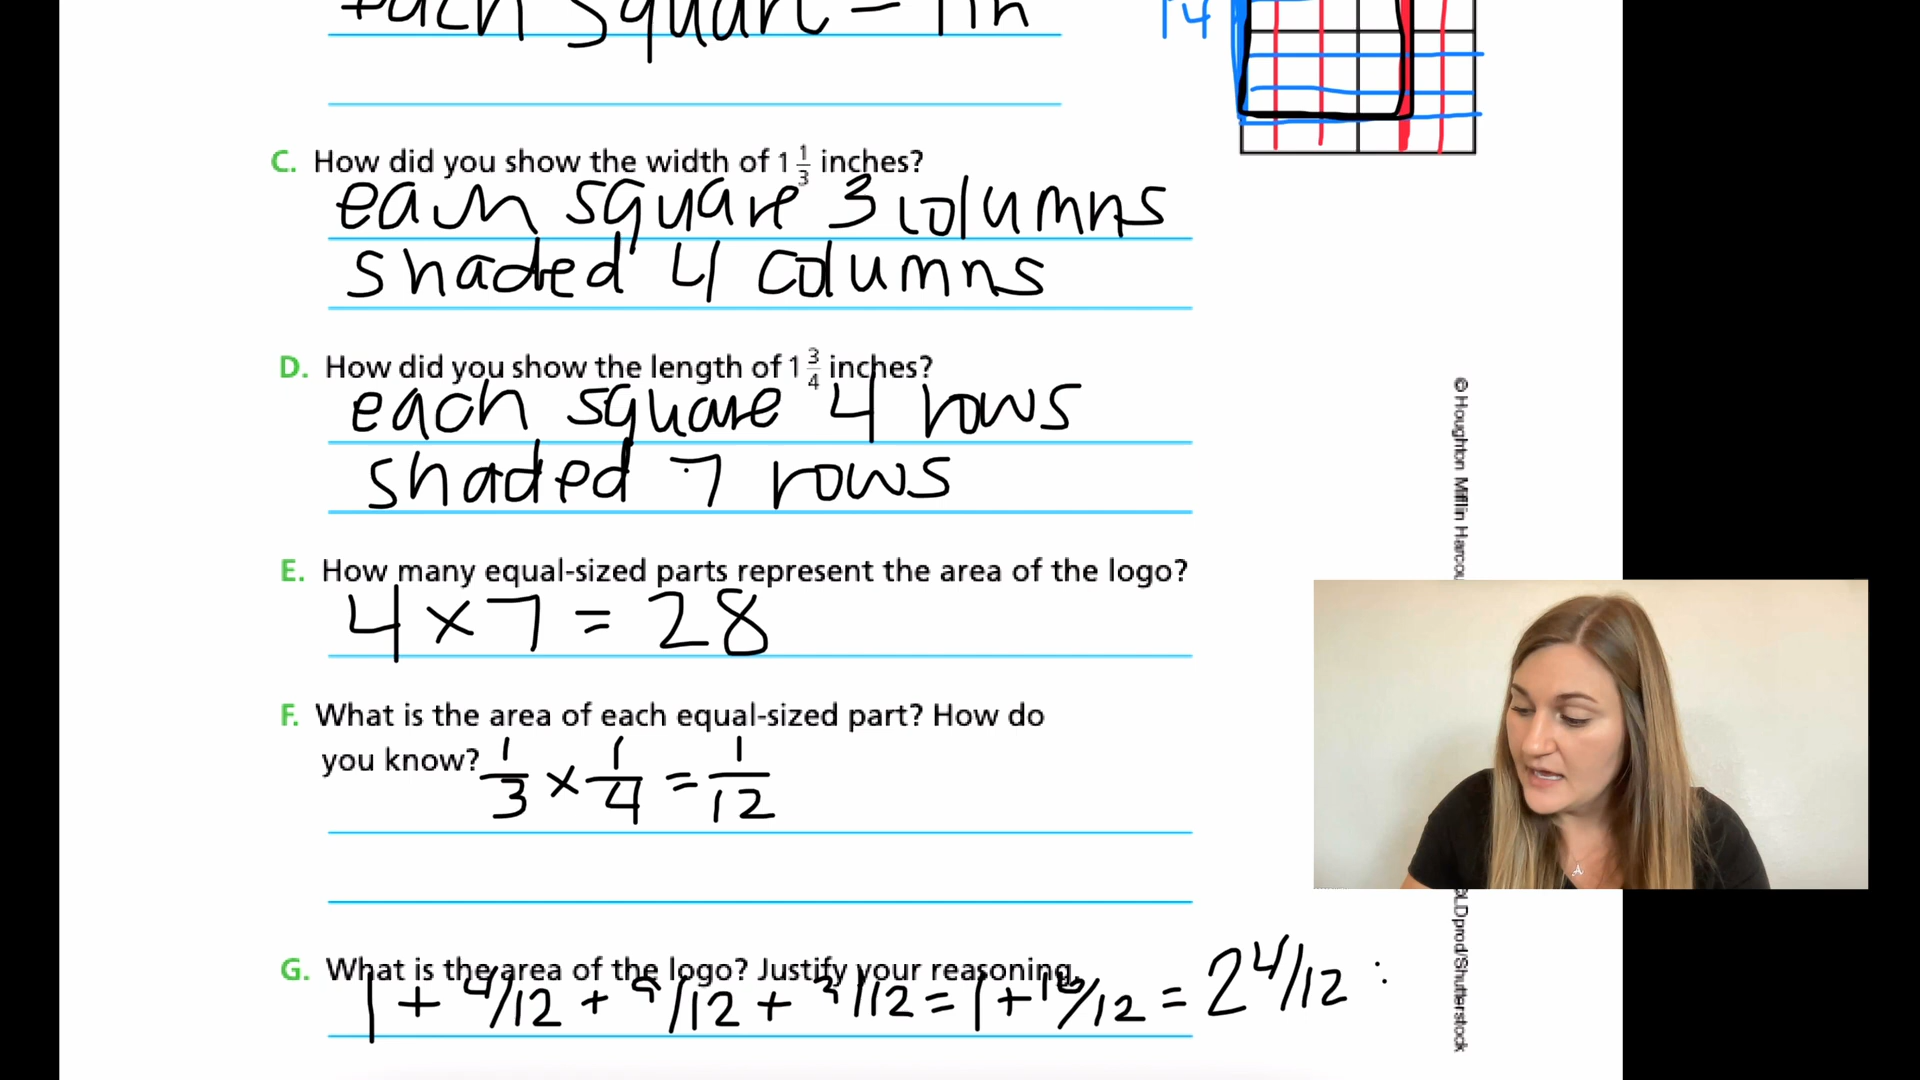 each square = 1in
14
C. How did you show the width of 1 1/3 inches?
each square 3 columns
shaded 4 columns
D. How did you show the length of 1 3/4 inches?
each square 4 rows
shaded 7 rows
E. How many equal-sized parts represent the area of the logo?
4 × 7 = 28
F. What is the area of each equal-sized part? How do
you know? 1/3 × 1/4 = 1/12
G. What is the area of the logo? Justify your reasoning.
1 + 4/12 + 9/12 + 3/12 = 1 + 16/12 = 2 4/12
© Houghton Mifflin Harcou
LDprod/Shutterstock